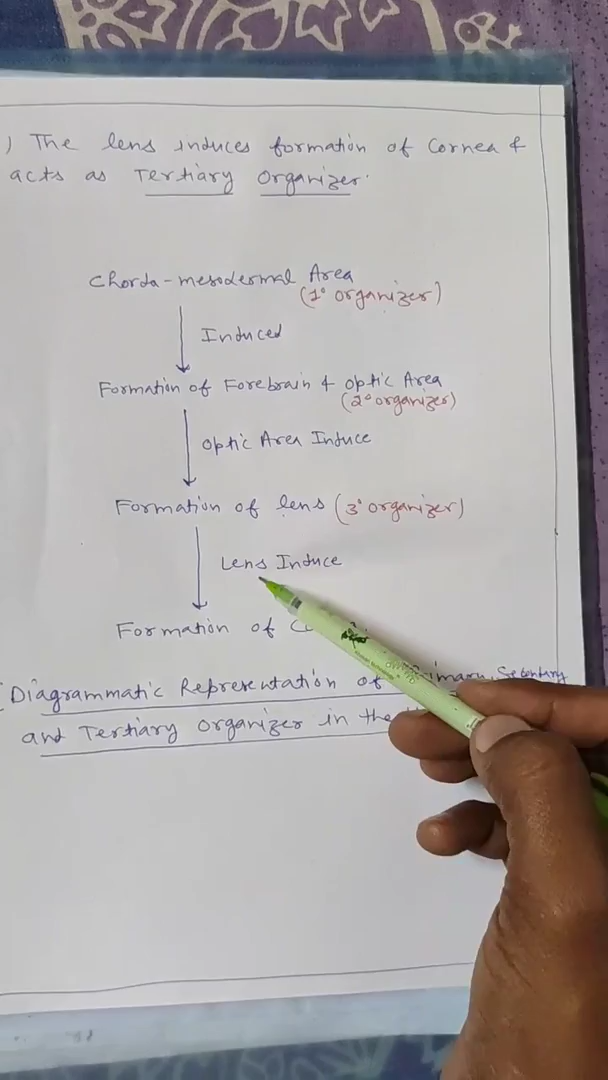 ) The lens induces formation of Cornea &
acts as Tertiary Organizer.
Chorda-mesodermal Area
(1° organizer)
Induced
Formation of Forebrain & optic Area
(2° organizer)
Optic Area Induce
Formation of lens (3° organizer)
Lens Induce
Formation of
Diagrammatic Representation of Primary, Secondary
and Tertiary Organizer in the